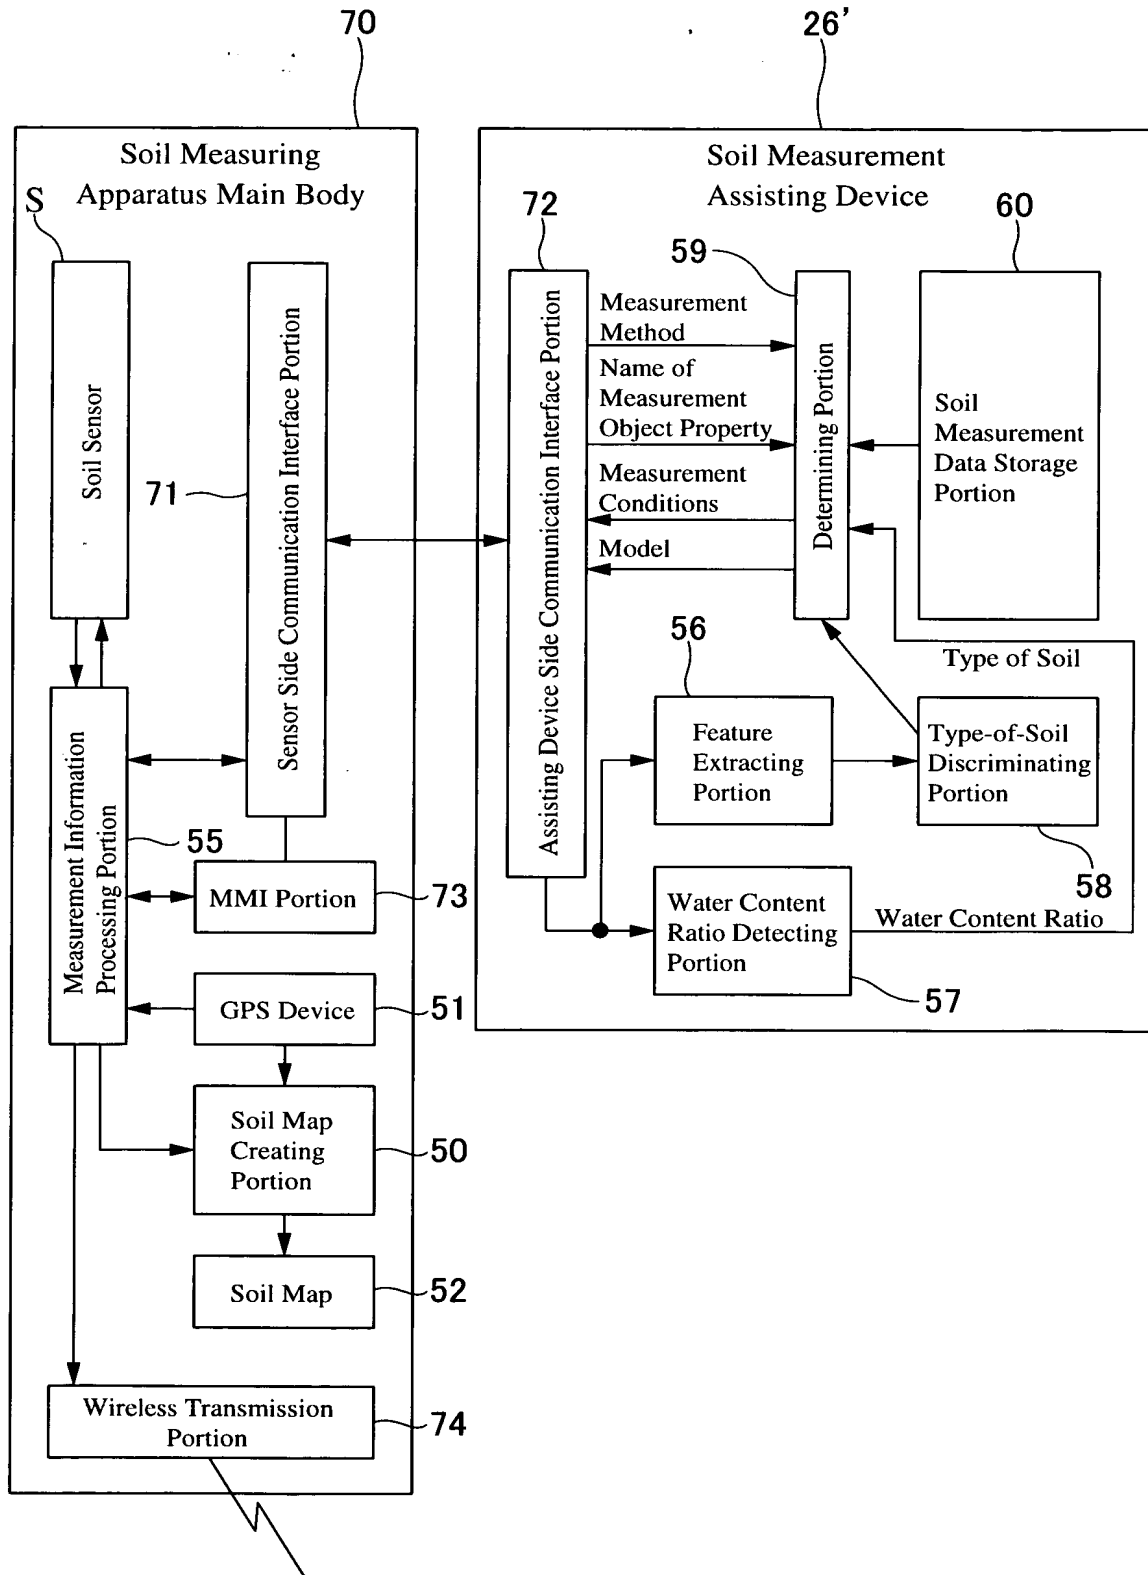 70
26’
Soil Measuring
Apparatus Main Body
S
Soil Sensor
71
Sensor Side Communication Interface Portion
Measurement Information
Processing Portion
55
MMI Portion
73
GPS Device
51
Soil Map
Creating
Portion
50
Soil Map
52
Wireless Transmission
Portion
74
Soil Measurement
Assisting Device
72
Assisting Device Side Communication Interface Portion
59
60
Measurement
Method
Name of
Measurement
Object Property
Measurement
Conditions
Model
Determining Portion
Soil
Measurement
Data Storage
Portion
Type of Soil
56
Feature
Extracting
Portion
Type-of-Soil
Discriminating
Portion
58
Water Content
Ratio Detecting
Portion
Water Content Ratio
57